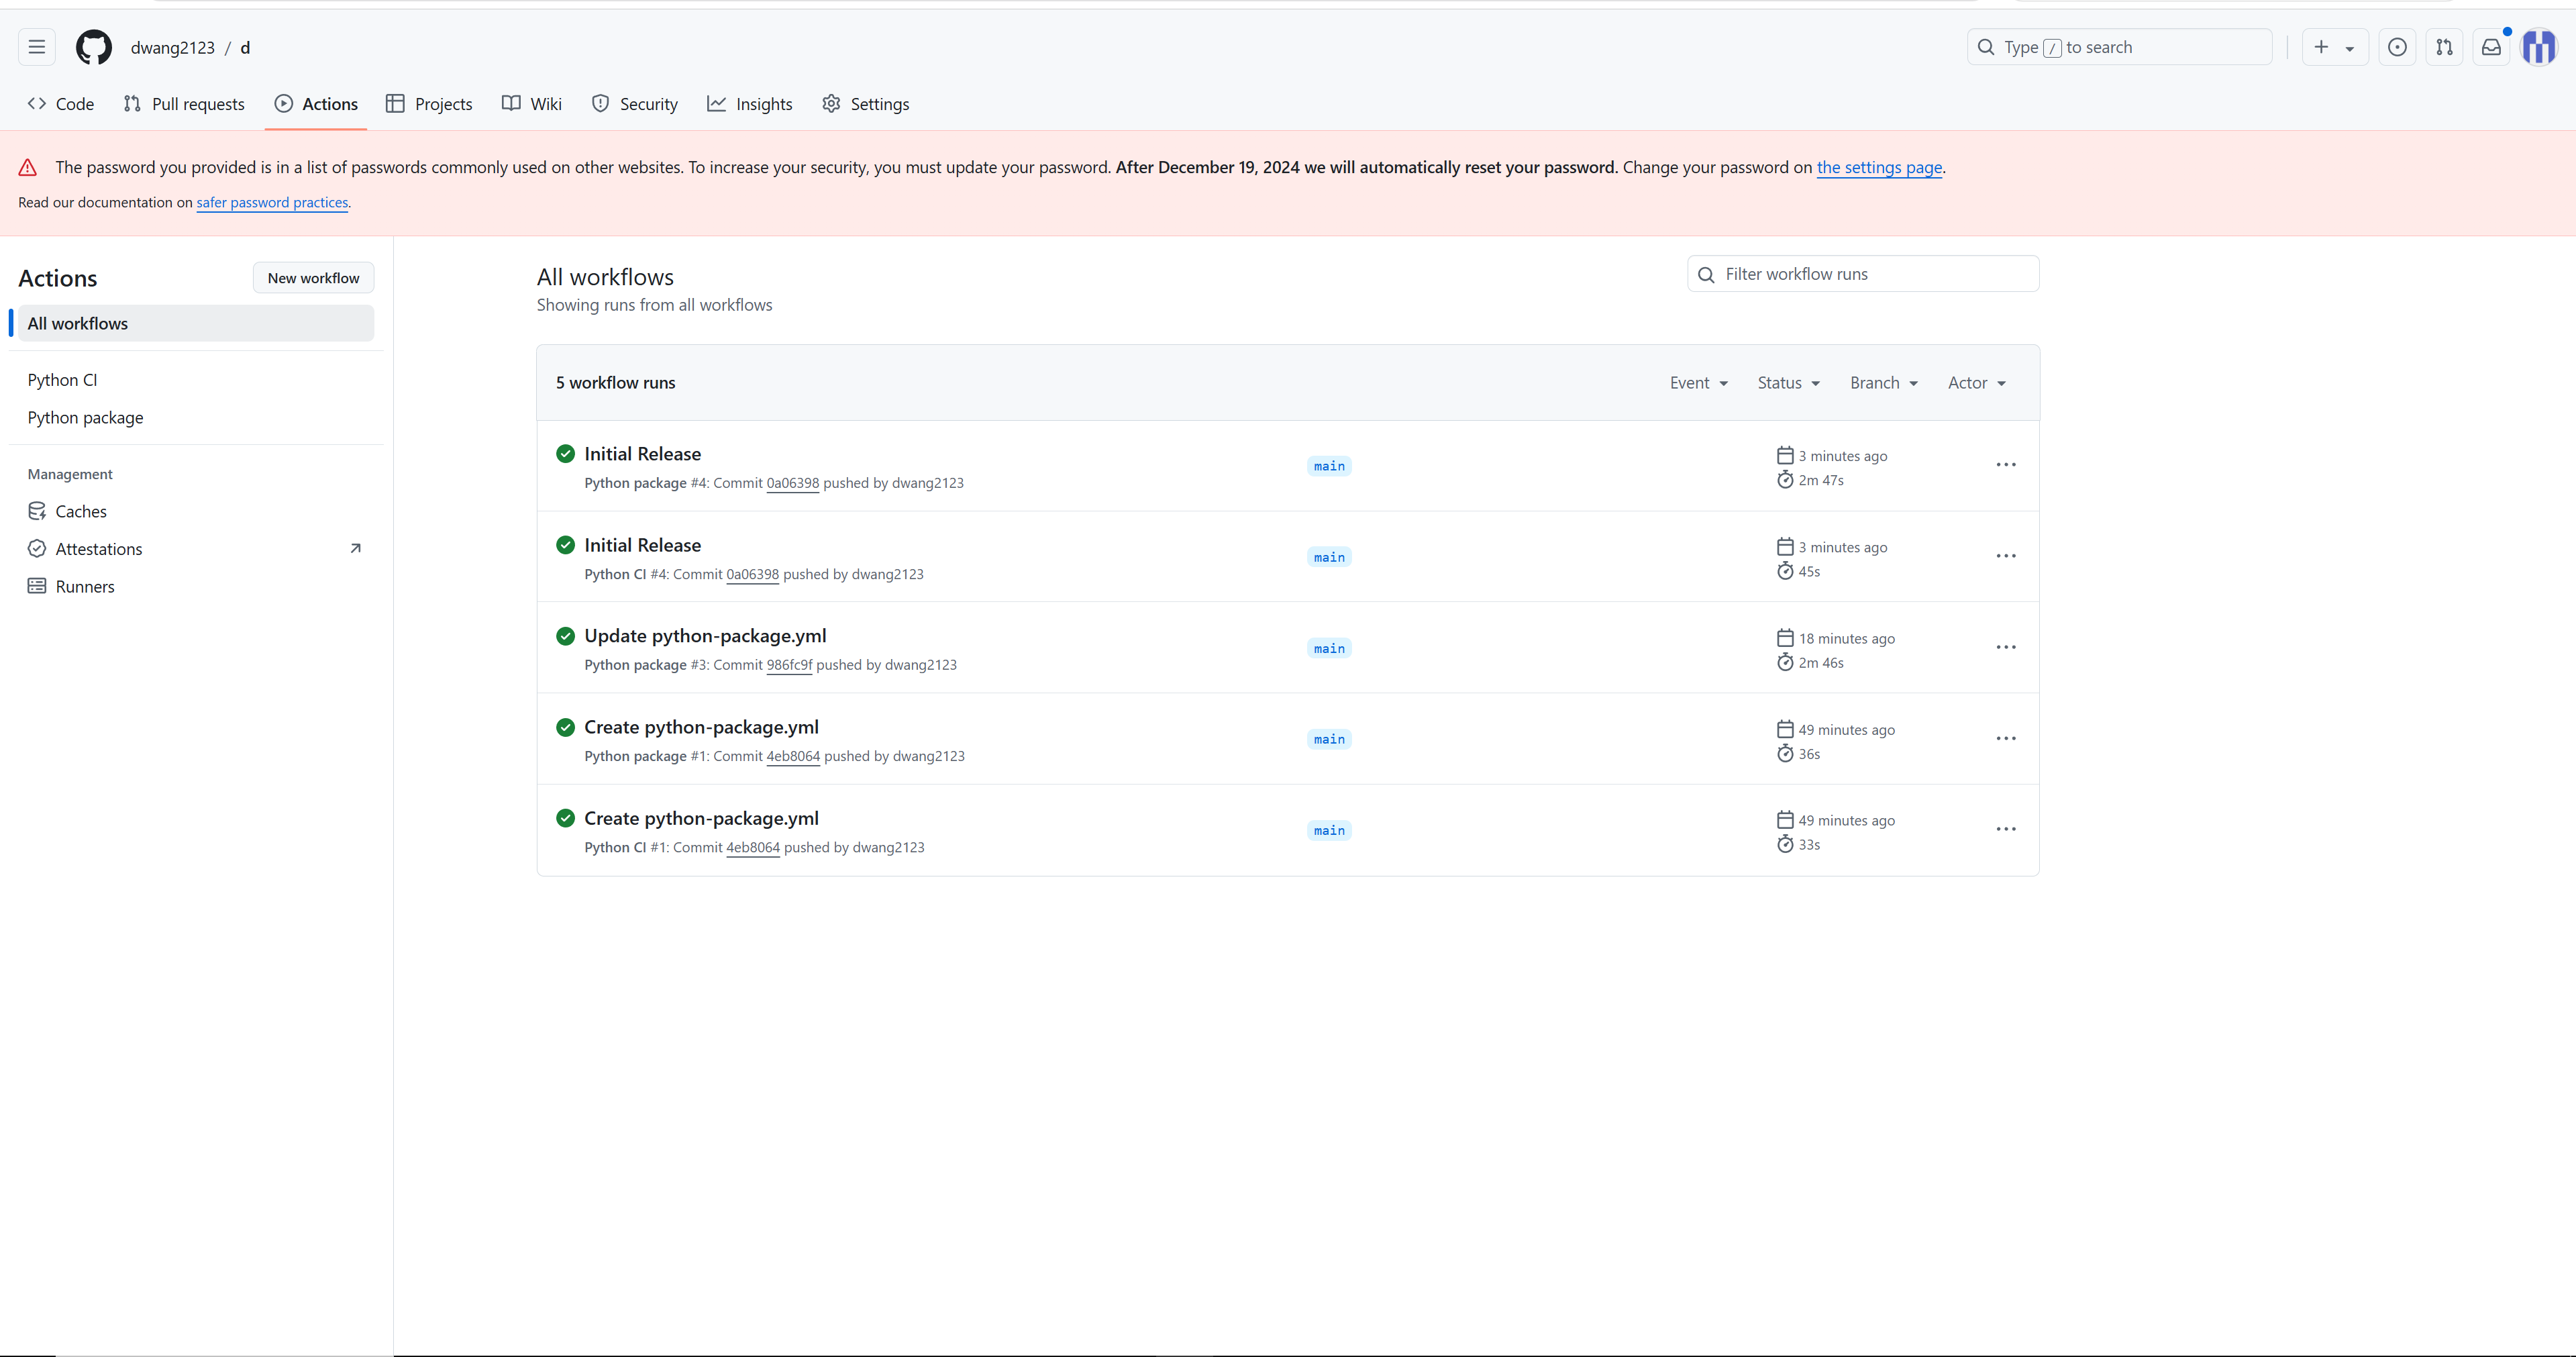 dwang2123 / d
Type / to search
Code Pull requests Actions Projects Wiki Security Insights Settings
The password you provided is in a list of passwords commonly used on other websites. To increase your security, you must update your password. After December 19, 2024 we will automatically reset your password. Change your password on the settings page.
Read our documentation on safer password practices.
Actions
New workflow
All workflows
Python CI
Python package
Management
Caches
Attestations
Runners
All workflows
Showing runs from all workflows
Filter workflow runs
5 workflow runs
Event Status Branch Actor
Initial Release
Python package #4: Commit 0a06398 pushed by dwang2123
main
3 minutes ago
2m 47s
Initial Release
Python CI #4: Commit 0a06398 pushed by dwang2123
main
3 minutes ago
45s
Update python-package.yml
Python package #3: Commit 986fc9f pushed by dwang2123
main
18 minutes ago
2m 46s
Create python-package.yml
Python package #1: Commit 4eb8064 pushed by dwang2123
main
49 minutes ago
36s
Create python-package.yml
Python CI #1: Commit 4eb8064 pushed by dwang2123
main
49 minutes ago
33s